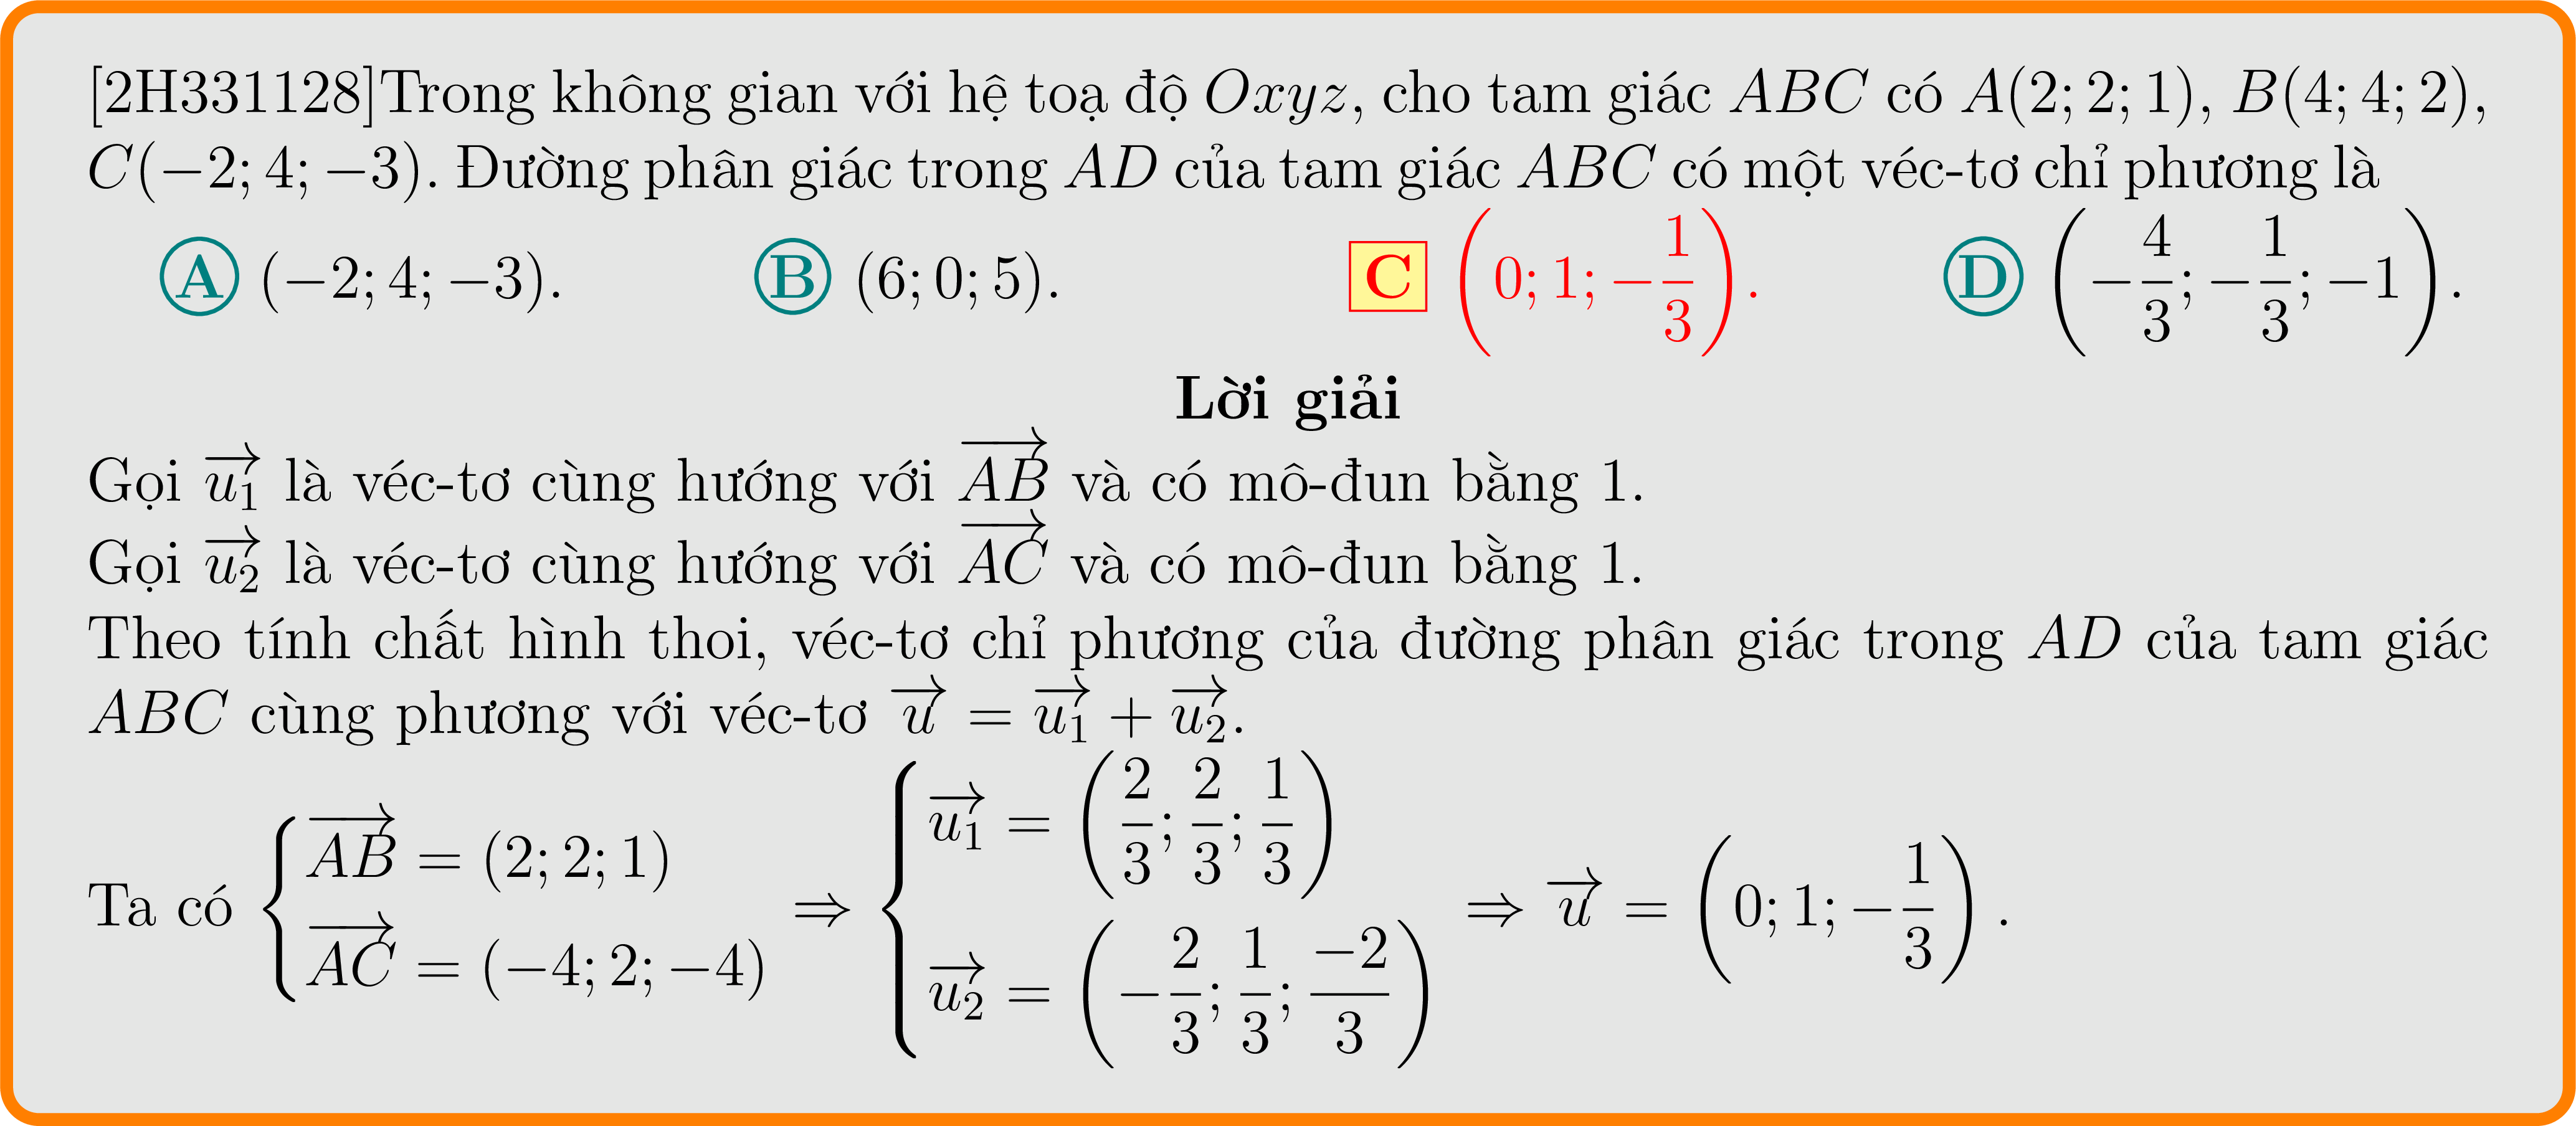 [2H331128]Trong không gian với hệ toạ độ Oxyz, cho tam giác ABC có A(2; 2; 1), B(4; 4; 2),
C(−2; 4; −3). Đường phân giác trong AD của tam giác ABC có một véc-tơ chỉ phương là
A (−2; 4; −3). B (6; 0; 5). C $\left(0; 1; -\frac{1}{3}\right)$. D $\left(-\frac{4}{3}; -\frac{1}{3}; -1\right)$.
Lời giải
Gọi $\overrightarrow{u_1}$ là véc-tơ cùng hướng với $\overrightarrow{AB}$ và có mô-đun bằng 1.
Gọi $\overrightarrow{u_2}$ là véc-tơ cùng hướng với $\overrightarrow{AC}$ và có mô-đun bằng 1.
Theo tính chất hình thoi, véc-tơ chỉ phương của đường phân giác trong AD của tam giác
ABC cùng phương với véc-tơ $\overrightarrow{u} = \overrightarrow{u_1} + \overrightarrow{u_2}$.
Ta có $\begin{cases} \overrightarrow{AB} = (2; 2; 1) \\ \overrightarrow{AC} = (-4; 2; -4) \end{cases} \Rightarrow \begin{cases} \overrightarrow{u_1} = \left(\frac{2}{3}; \frac{2}{3}; \frac{1}{3}\right) \\ \overrightarrow{u_2} = \left(-\frac{2}{3}; \frac{1}{3}; \frac{-2}{3}\right) \end{cases} \Rightarrow \overrightarrow{u} = \left(0; 1; -\frac{1}{3}\right)$.